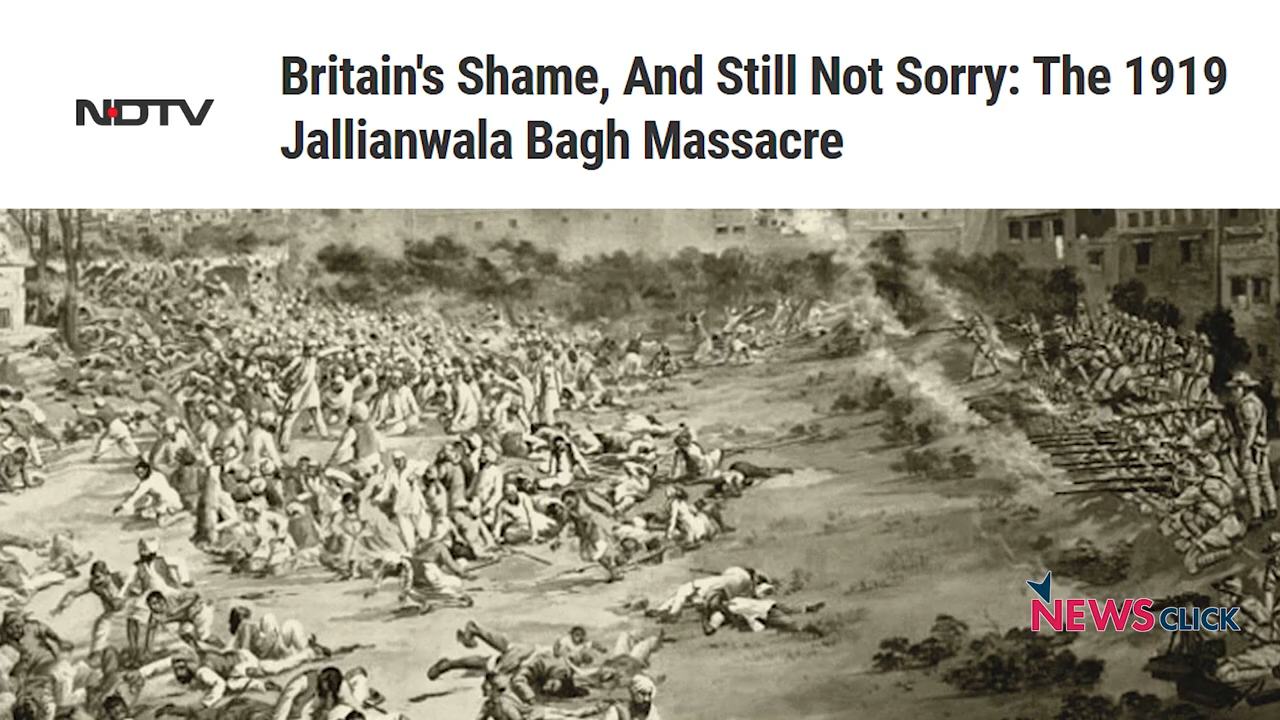 NDTV
Britain's Shame, And Still Not Sorry: The 1919
Jallianwala Bagh Massacre
NEWSCLICK